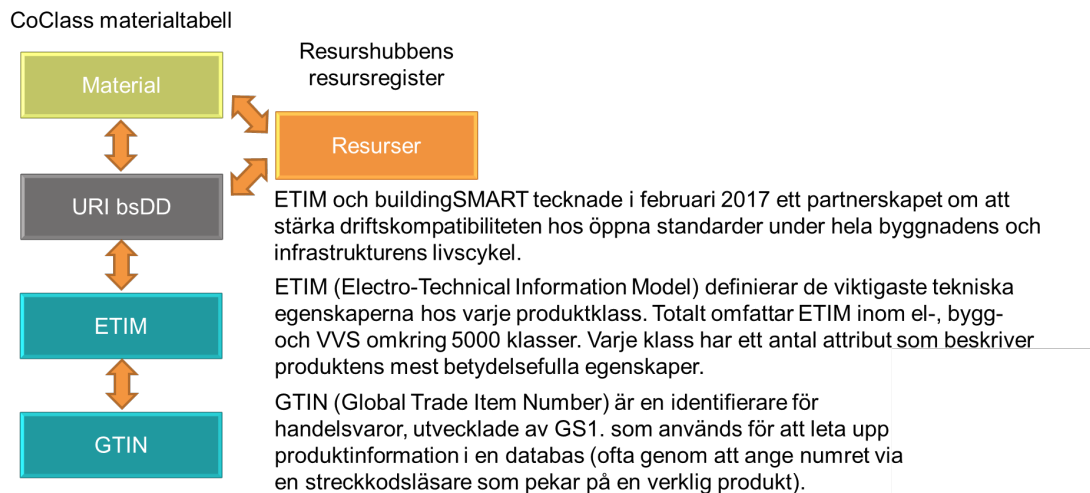 CoClass materialtabell
Resurshubbens
resursregister
Material
Resurser
URI bsDD
ETIM och buildingSMART tecknade i februari 2017 ett partnerskapet om att
stärka driftskompatibiliteten hos öppna standarder under hela byggnadens och
infrastrukturens livscykel.
ETIM
ETIM (Electro-Technical Information Model) definierar de viktigaste tekniska
egenskaperna hos varje produktklass. Totalt omfattar ETIM inom el-, bygg-
och VVS omkring 5000 klasser. Varje klass har ett antal attribut som beskriver
produktens mest betydelsefulla egenskaper.
GTIN
GTIN (Global Trade Item Number) är en identifierare för
handelsvaror, utvecklade av GS1. som används för att leta upp
produktinformation i en databas (ofta genom att ange numret via
en streckkodsläsare som pekar på en verklig produkt).